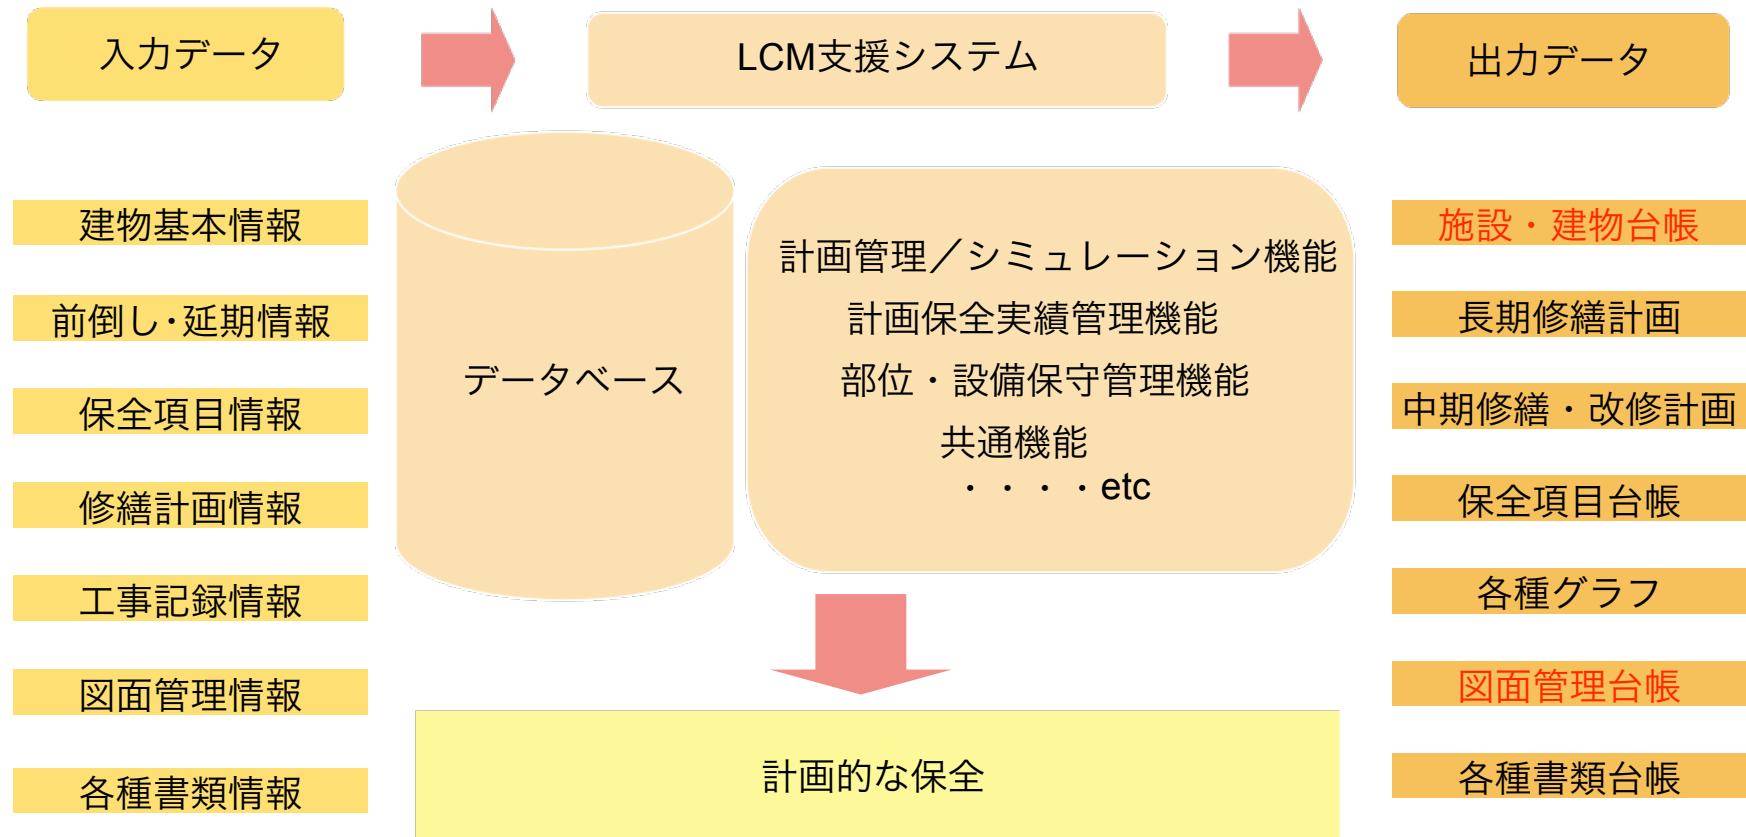 入力データ
LCM支援システム
出力データ
建物基本情報
前倒し・延期情報
保全項目情報
修繕計画情報
工事記録情報
図面管理情報
各種書類情報
データベース
計画管理／シミュレーション機能
計画保全実績管理機能
部位・設備保守管理機能
共通機能
・・・・etc
計画的な保全
施設・建物台帳
長期修繕計画
中期修繕・改修計画
保全項目台帳
各種グラフ
図面管理台帳
各種書類台帳